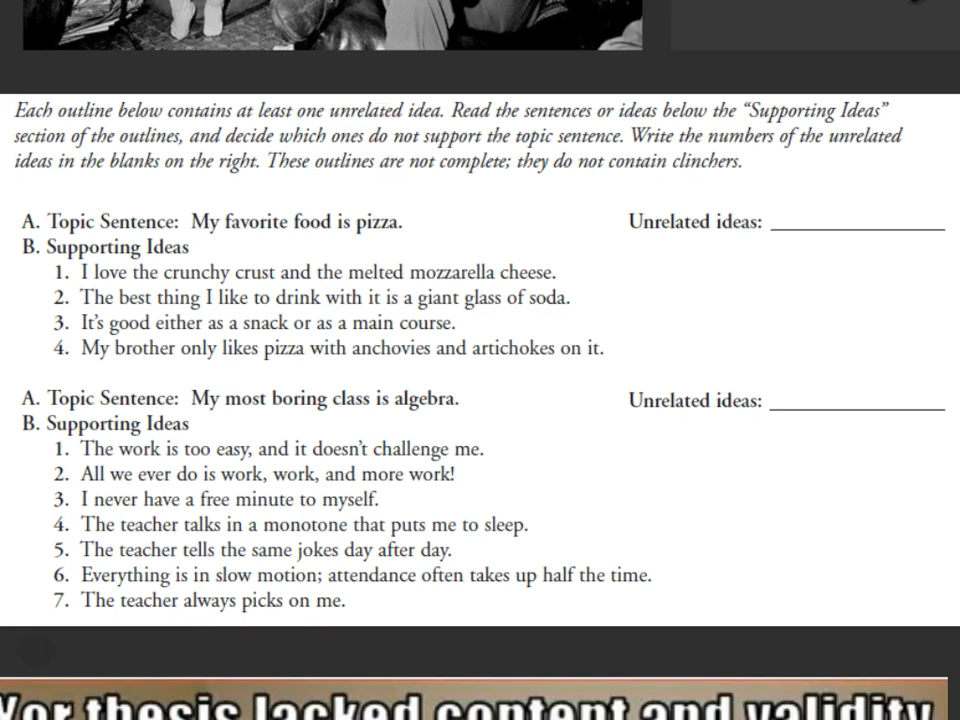 Each outline below contains at least one unrelated idea. Read the sentences or ideas below the “Supporting Ideas”
section of the outlines, and decide which ones do not support the topic sentence. Write the numbers of the unrelated
ideas in the blanks on the right. These outlines are not complete; they do not contain clinchers.
A. Topic Sentence: My favorite food is pizza. Unrelated ideas: ________________
B. Supporting Ideas
1. I love the crunchy crust and the melted mozzarella cheese.
2. The best thing I like to drink with it is a giant glass of soda.
3. It’s good either as a snack or as a main course.
4. My brother only likes pizza with anchovies and artichokes on it.
A. Topic Sentence: My most boring class is algebra. Unrelated ideas: ________________
B. Supporting Ideas
1. The work is too easy, and it doesn’t challenge me.
2. All we ever do is work, work, and more work!
3. I never have a free minute to myself.
4. The teacher talks in a monotone that puts me to sleep.
5. The teacher tells the same jokes day after day.
6. Everything is in slow motion; attendance often takes up half the time.
7. The teacher always picks on me.
Yor thesis lacked content and validity